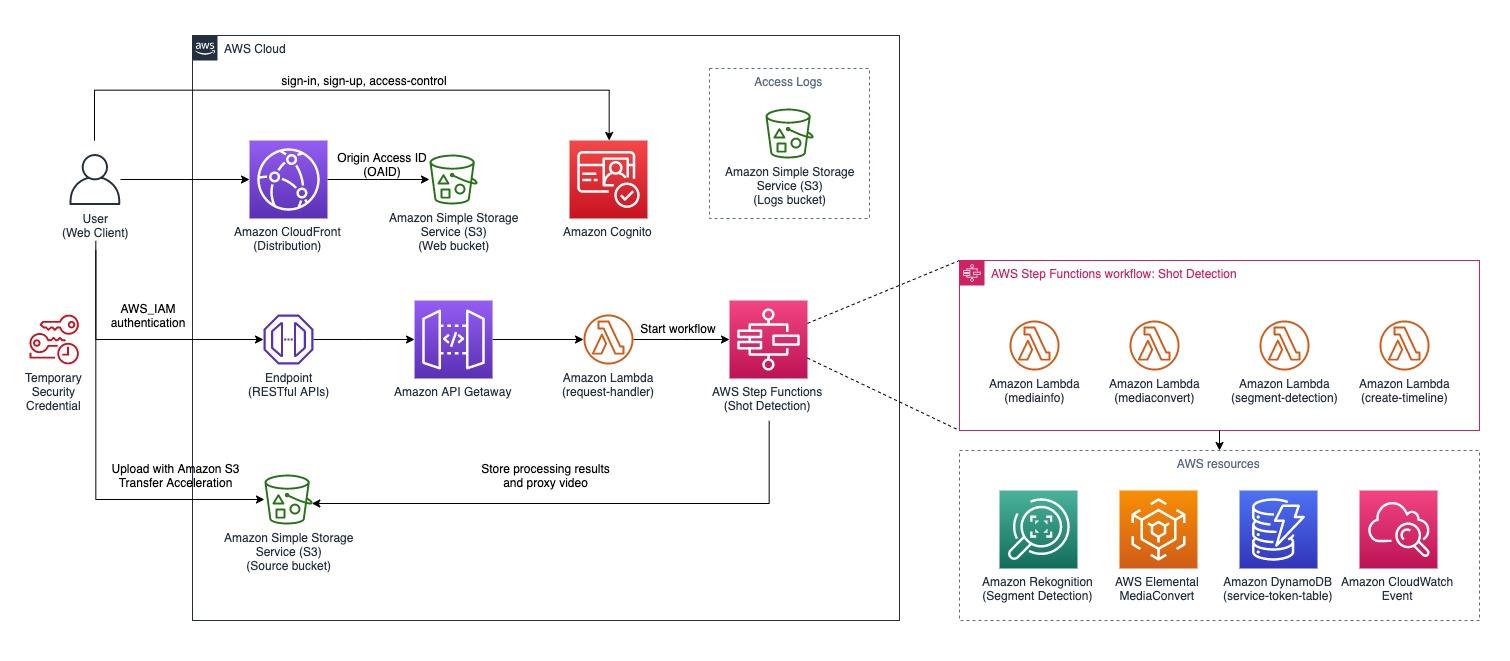 aws
AWS Cloud
sign-in, sign-up, access-control
Access Logs
Amazon Simple Storage
Service (S3)
(Logs bucket)
User
(Web Client)
Amazon CloudFront
(Distribution)
Origin Access ID
(OAID)
Amazon Simple Storage
Service (S3)
(Web bucket)
Amazon Cognito
Temporary
Security
Credential
AWS_IAM
authentication
Endpoint
(RESTful APIs)
</>
Amazon API Getaway
Amazon Lambda
(request-handler)
Start workflow
AWS Step Functions
(Shot Detection)
Upload with Amazon S3
Transfer Acceleration
Store processing results
and proxy video
Amazon Simple Storage
Service (S3)
(Source bucket)
AWS Step Functions workflow: Shot Detection
Amazon Lambda
(mediainfo)
Amazon Lambda
(mediaconvert)
Amazon Lambda
(segment-detection)
Amazon Lambda
(create-timeline)
AWS resources
Amazon Rekognition
(Segment Detection)
AWS Elemental
MediaConvert
Amazon DynamoDB
(service-token-table)
Amazon CloudWatch
Event